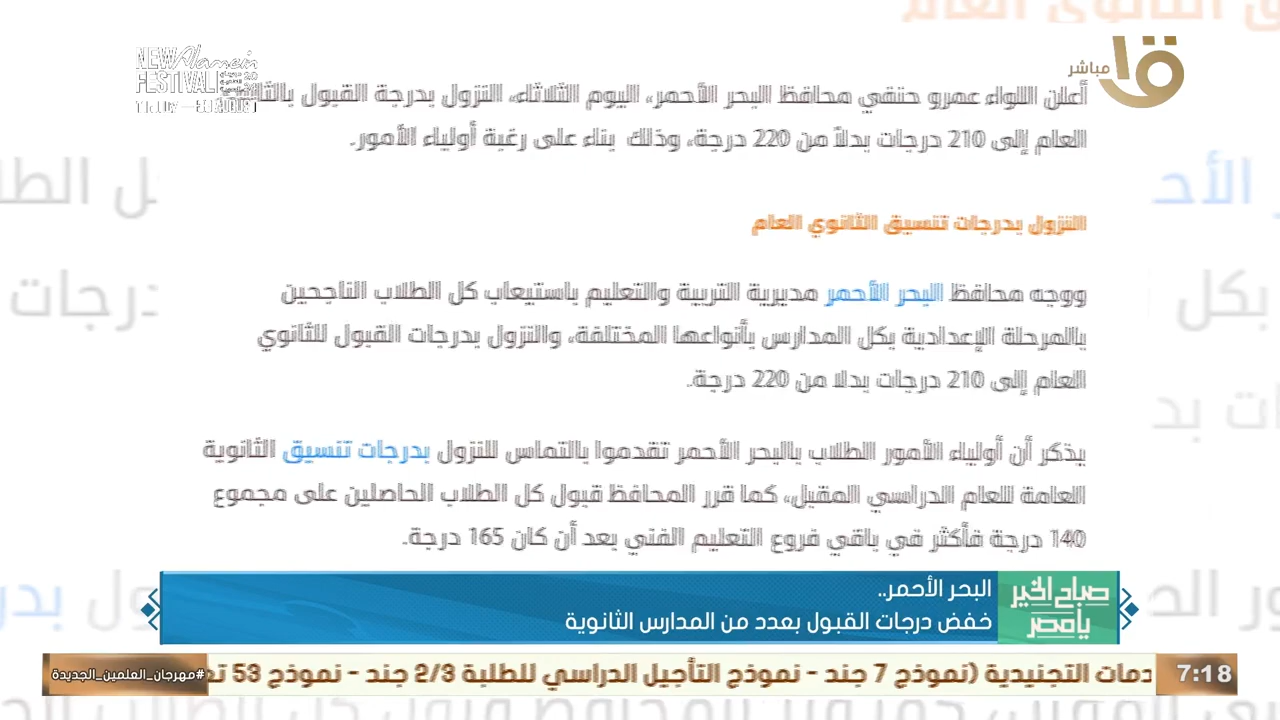 NEW Alamein
FESTIVAL
مباشر
أعلن اللواء عمرو حنفي محافظ البحر الأحمر، اليوم الثلاثاء، النزول بدرجة القبول
العام إلى 210 درجات بدلاً من 220 درجة، وذلك بناء على رغبة أولياء الأمور.
النزول بدرجات تنسيق الثانوي العام
ووجه محافظ البحر الأحمر مديرية التربية والتعليم باستيعاب كل الطلاب الناجحين
بالمرحلة الإعدادية بكل المدارس بأنواعها المختلفة، والنزول بدرجات القبول للثانوي
العام إلى 210 درجات بدلا من 220 درجة.
يذكر أن أولياء الأمور الطلاب بالبحر الأحمر تقدموا بالتماس للنزول بدرجات تنسيق الثانوية
العامة للعام الدراسي المقبل، كما قرر المحافظ قبول كل الطلاب الحاصلين على مجموع
140 درجة فأكثر في باقي فروع التعليم الفني بعد أن كان 165 درجة.
صباح الخير
يا مصر
البحر الأحمر..
خفض درجات القبول بعدد من المدارس الثانوية
7:18
دمات التجنيدية (نموذج 7 جند - نموذج التأجيل الدراسي للطلبة 2/3 جند - نموذج 53
#مهرجان_العلمين_الجديدة